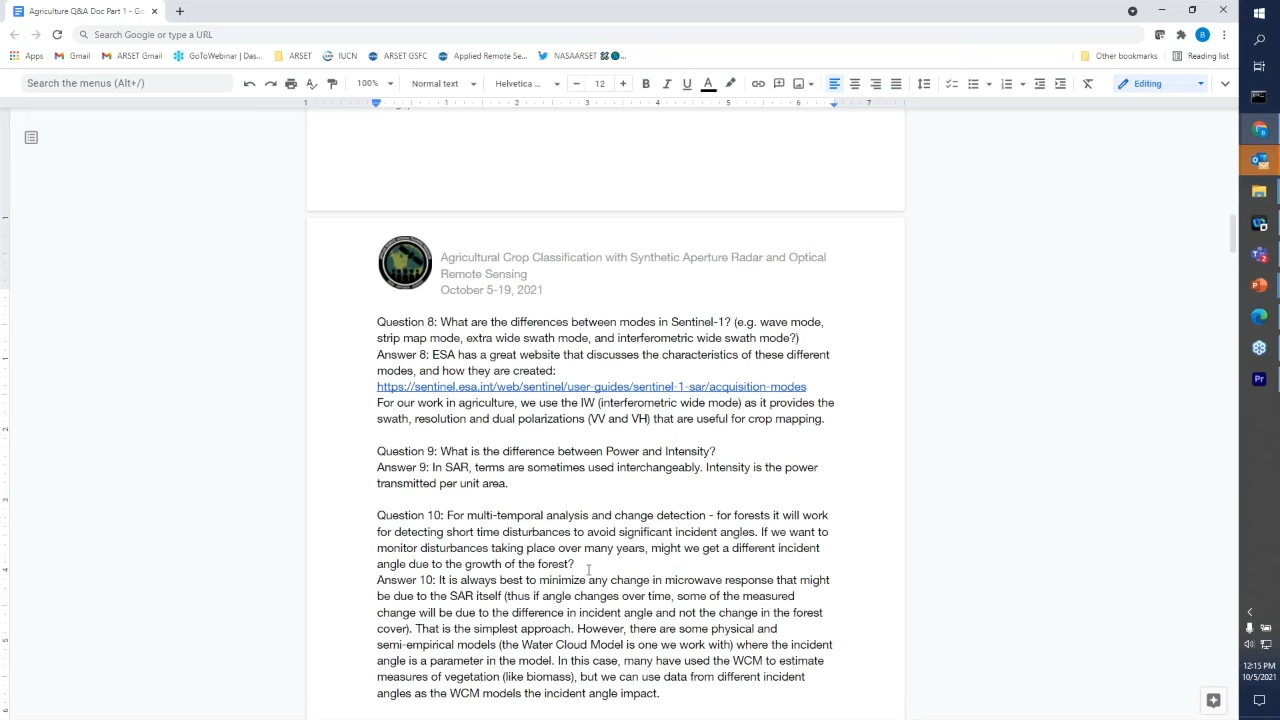 Agriculture Q&A Doc Part 1 - Go
Search Google or type a URL
Apps Gmail ARSET Gmail GoToWebinar | Das... ARSET IUCN ARSET GSFC Applied Remote Se... NASAARSET Other bookmarks Reading list
Search the menus (Alt+/) 100% Normal text Helvetica ... 12 B I U A Editing
1 1 2 3 4 5 6 7
Agricultural Crop Classification with Synthetic Aperture Radar and Optical
Remote Sensing
October 5-19, 2021
Question 8: What are the differences between modes in Sentinel-1? (e.g. wave mode,
strip map mode, extra wide swath mode, and interferometric wide swath mode?)
Answer 8: ESA has a great website that discusses the characteristics of these different
modes, and how they are created:
https://sentinel.esa.int/web/sentinel/user-guides/sentinel-1-sar/acquisition-modes
For our work in agriculture, we use the IW (interferometric wide mode) as it provides the
swath, resolution and dual polarizations (VV and VH) that are useful for crop mapping.
Question 9: What is the difference between Power and Intensity?
Answer 9: In SAR, terms are sometimes used interchangeably. Intensity is the power
transmitted per unit area.
Question 10: For multi-temporal analysis and change detection - for forests it will work
for detecting short time disturbances to avoid significant incident angles. If we want to
monitor disturbances taking place over many years, might we get a different incident
angle due to the growth of the forest?
Answer 10: It is always best to minimize any change in microwave response that might
be due to the SAR itself (thus if angle changes over time, some of the measured
change will be due to the difference in incident angle and not the change in the forest
cover). That is the simplest approach. However, there are some physical and
semi-empirical models (the Water Cloud Model is one we work with) where the incident
angle is a parameter in the model. In this case, many have used the WCM to estimate
measures of vegetation (like biomass), but we can use data from different incident
angles as the WCM models the incident angle impact.
12:15 PM
10/5/2021